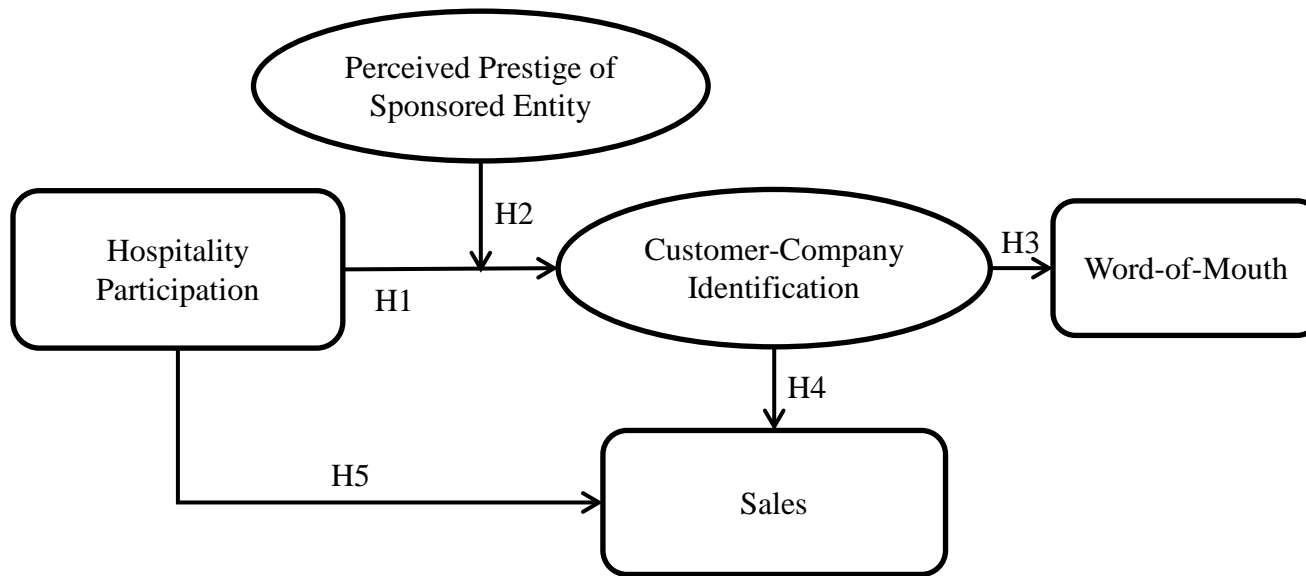 Perceived Prestige of
Sponsored Entity
H2
Hospitality
Participation
H1
Customer-Company
Identification
H3
Word-of-Mouth
H4
H5
Sales